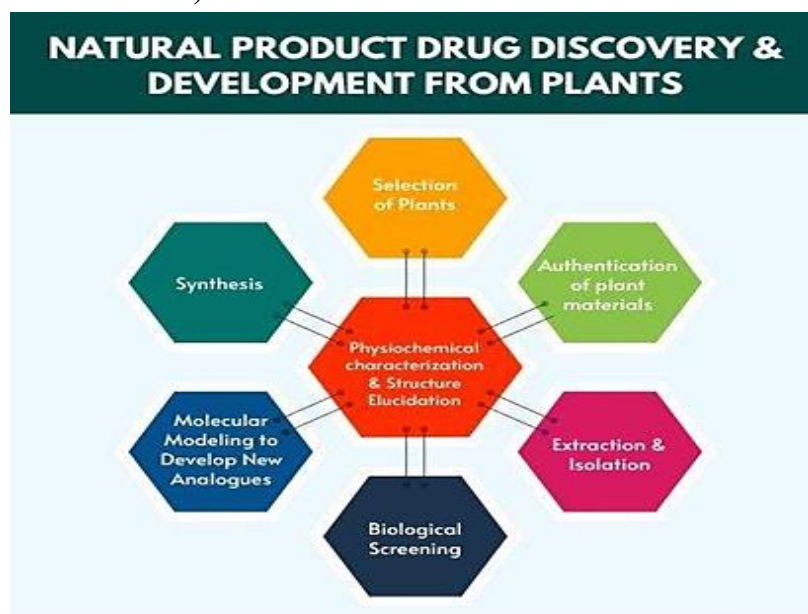 NATURAL PRODUCT DRUG DISCOVERY &
DEVELOPMENT FROM PLANTS
Selection
of Plants
Authentication
of plant
materials
Synthesis
Physiochemical
characterization
& Structure
Elucidation
Molecular
Modeling to
Develop New
Analogues
Extraction &
Isolation
Biological
Screening